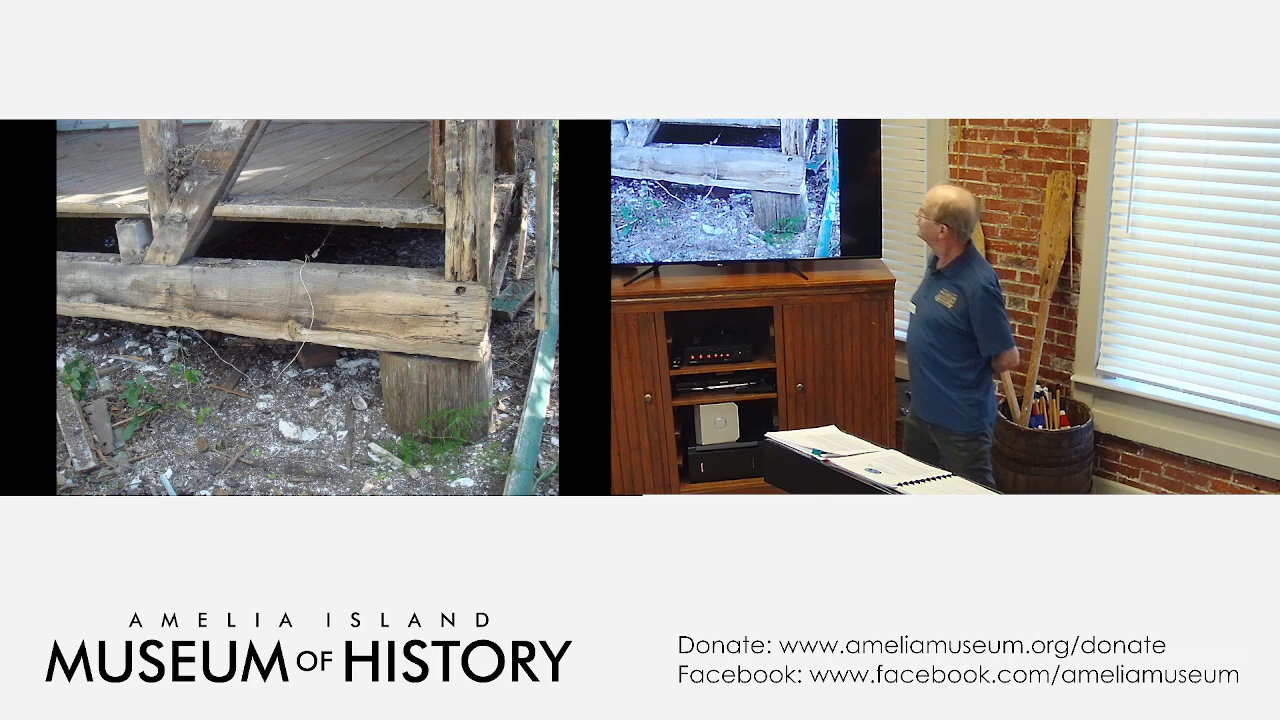 AMELIA ISLAND
MUSEUM OF HISTORY
Donate: www.ameliamuseum.org/donate
Facebook: www.facebook.com/ameliamuseum